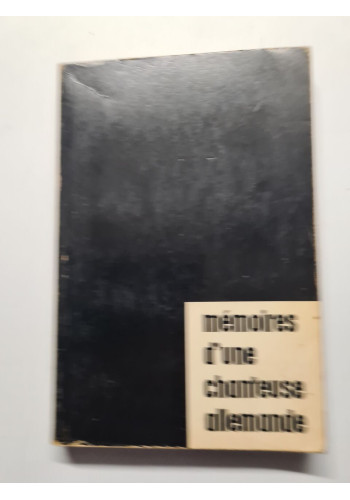 mémoires
d'une
chanteuse
allemande